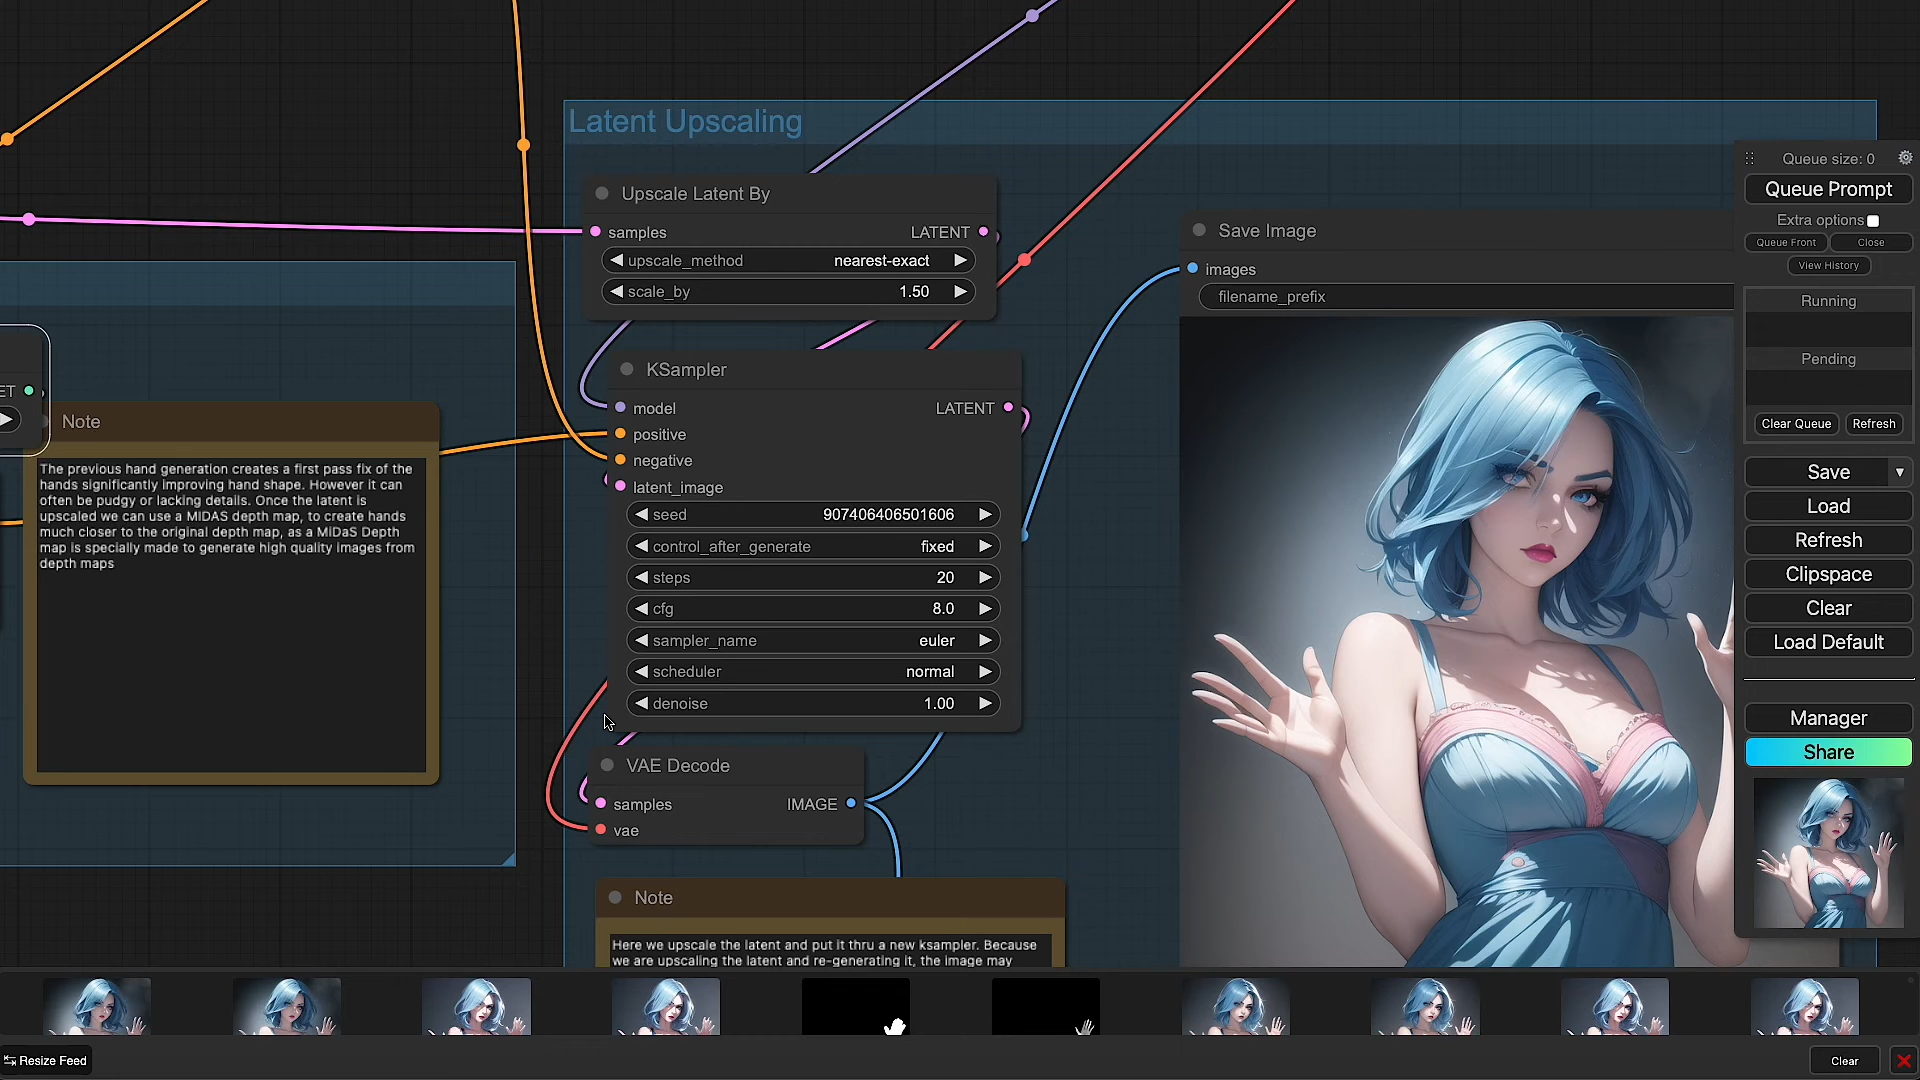 Latent Upscaling
Upscale Latent By
samples LATENT
upscale_method nearest-exact
scale_by 1.50
KSampler
model LATENT
positive
negative
latent_image
seed 907406406501606
control_after_generate fixed
steps 20
cfg 8.0
sampler_name euler
scheduler normal
denoise 1.00
VAE Decode
samples IMAGE
vae
Note
Here we upscale the latent and put it thru a new ksampler. Because
we are upscaling the latent and re-generating it, the image may
ET
Note
The previous hand generation creates a first pass fix of the
hands significantly improving hand shape. However it can
often be pudgy or lacking details. Once the latent is
upscaled we can use a MIDAS depth map, to create hands
much closer to the original depth map, as a MIDaS Depth
map is specially made to generate high quality images from
depth maps
Save Image
images
filename_prefix
Queue size: 0
Queue Prompt
Extra options
Queue Front Close
View History
Running
Pending
Clear Queue Refresh
Save
Load
Refresh
Clipspace
Clear
Load Default
Manager
Share
Resize Feed
Clear